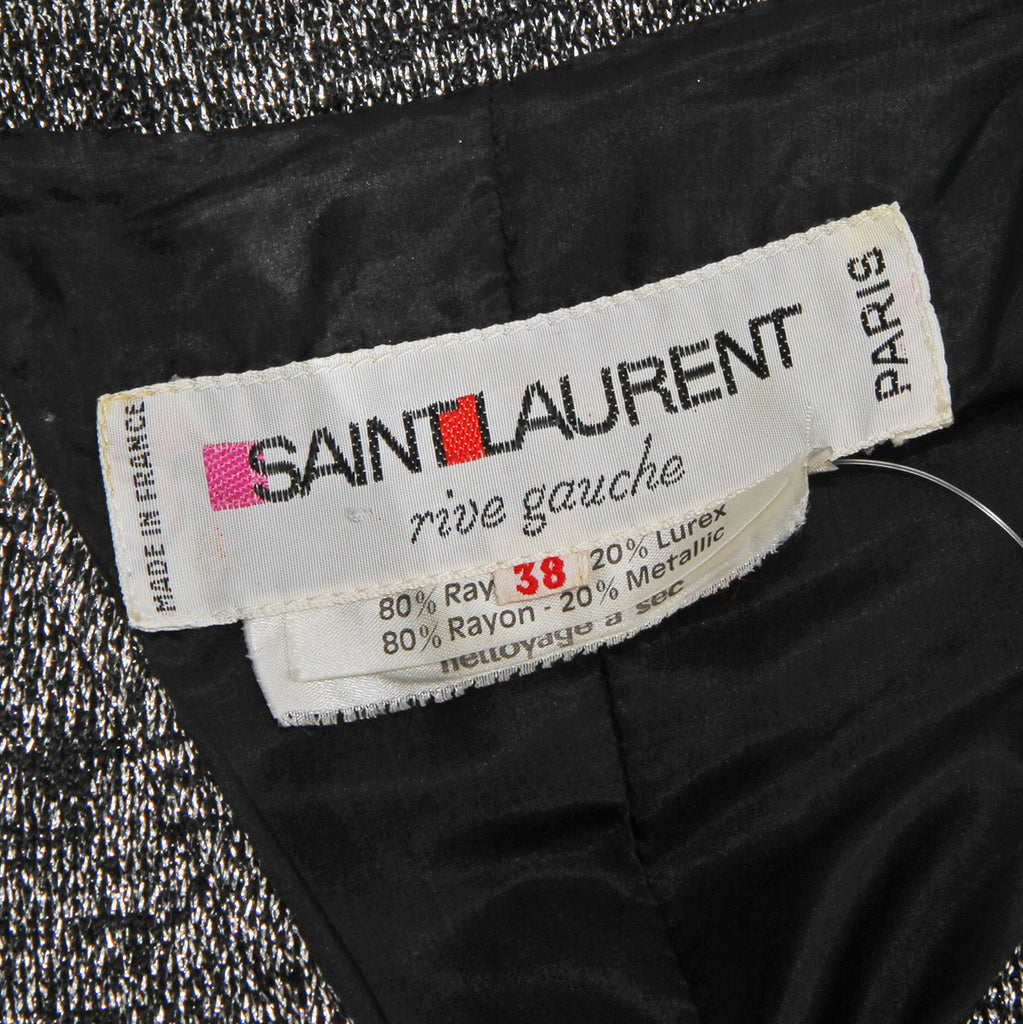 MADE IN FRANCE
SAINT LAURENT
rive gauche
PARIS
38
80% Ray 20% Lurex
80% Rayon - 20% Metallic
nettoyage a sec